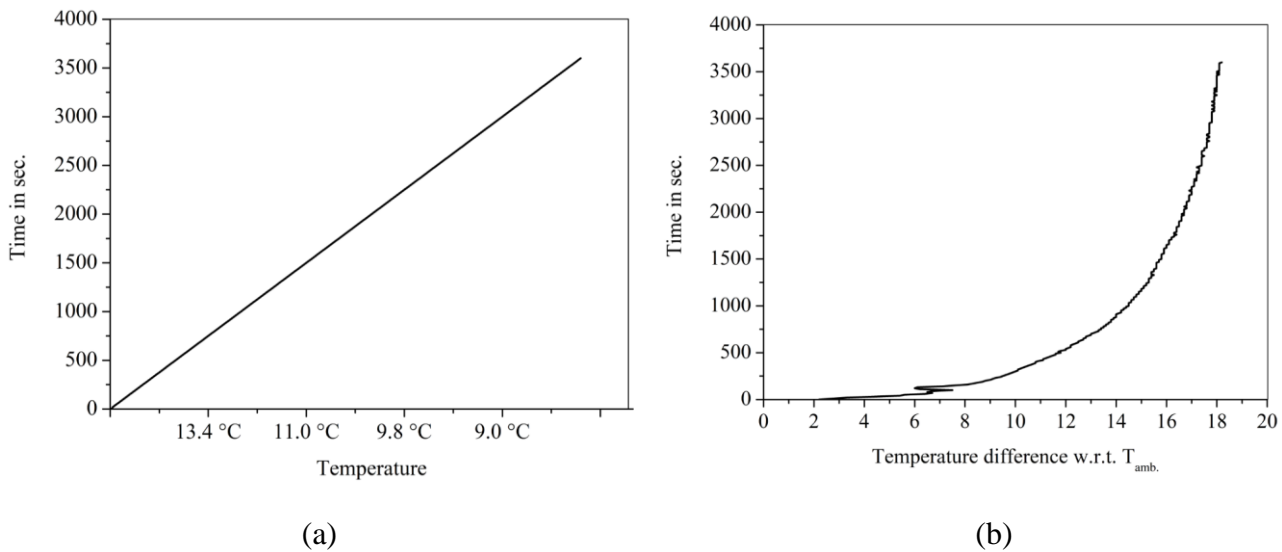 4000
3500
3000
2500
2000
1500
1000
500
0
Time in sec.
13.4 °C 11.0 °C 9.8 °C 9.0 °C
Temperature
(a)
4000
3500
3000
2500
2000
1500
1000
500
0
Time in sec.
0 2 4 6 8 10 12 14 16 18 20
Temperature difference w.r.t. T amb.
(b)